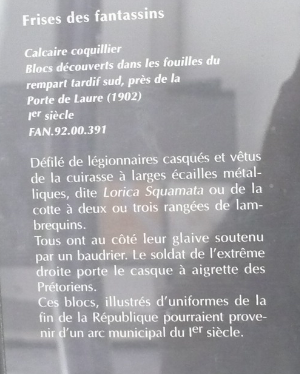 Frises des fantassins
Calcaire coquillier
Blocs découverts dans les fouilles du
rempart tardif sud, près de la
Porte de Laure (1902)
Ier siècle
FAN.92.00.391
Défilé de légionnaires casqués et vêtus
de la cuirasse à larges écailles métal-
liques, dite Lorica Squamata ou de la
cotte à deux ou trois rangées de lam-
brequins.
Tous ont au côté leur glaive soutenu
par un baudrier. Le soldat de l'extrême
droite porte le casque à aigrette des
Prétoriens.
Ces blocs, illustrés d'uniformes de la
fin de la République pourraient prove-
nir d'un arc municipal du Ier siècle.